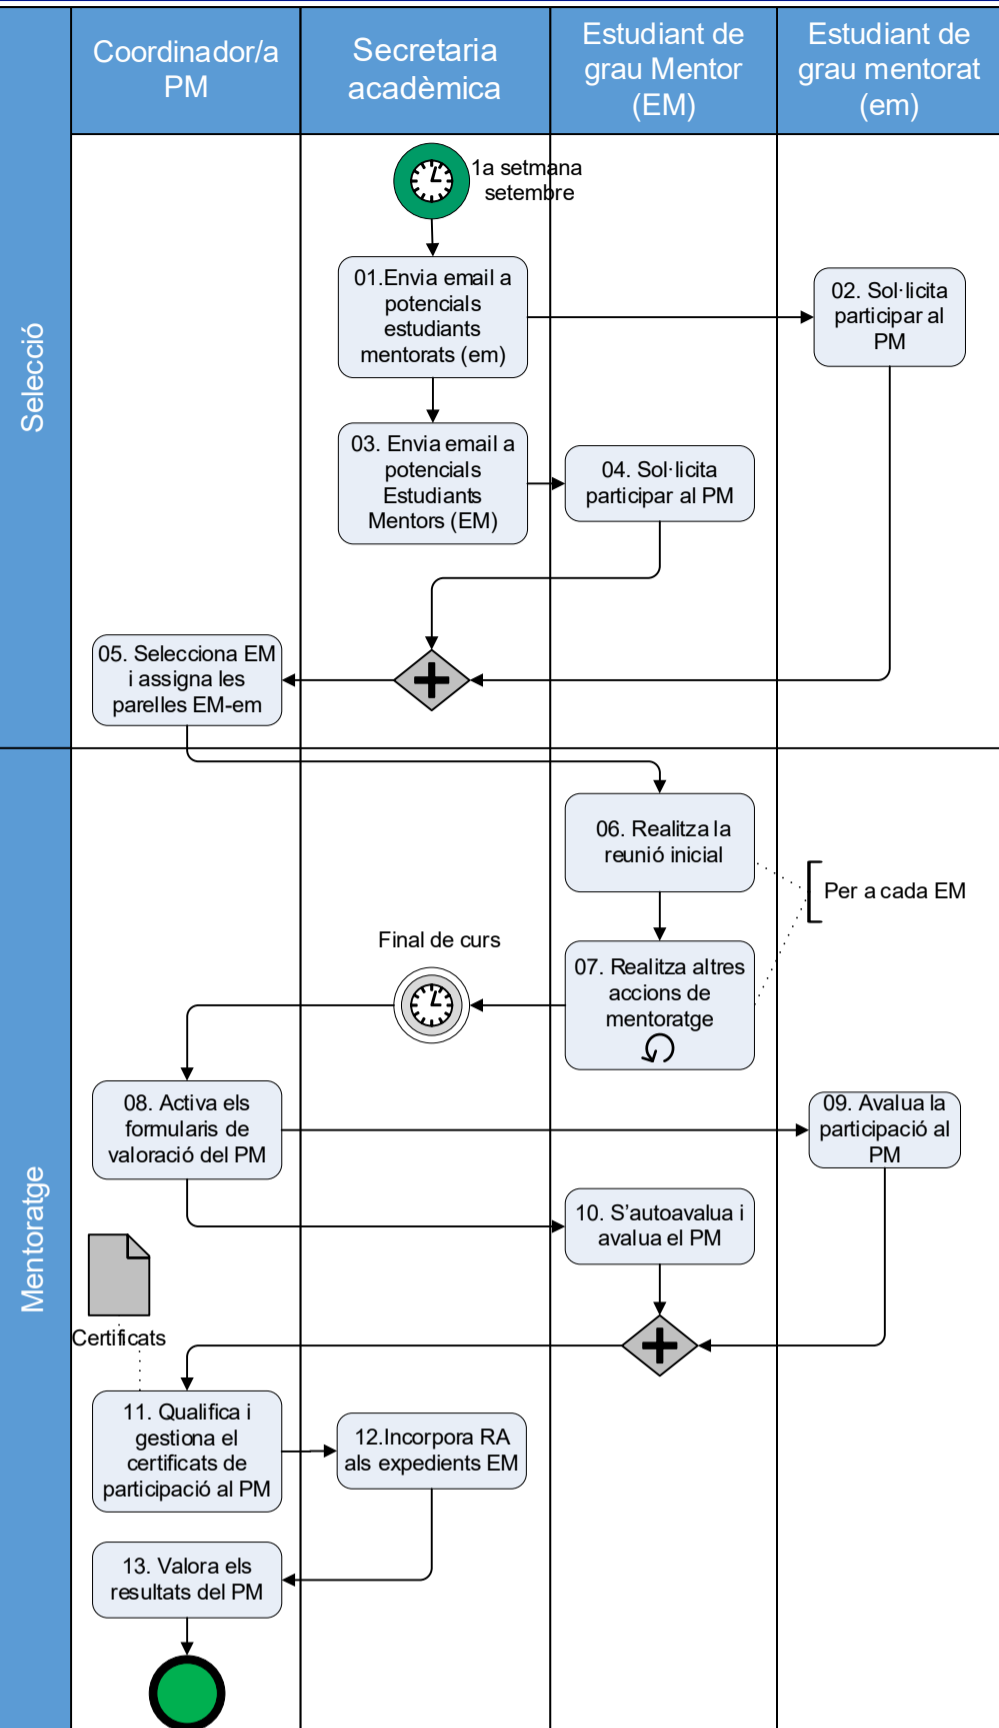 Coordinador/a
PM
Secretaria
acadèmica
Estudiant de
grau Mentor
(EM)
Estudiant de
grau mentorat
(em)
Selecció
1a setmana
setembre
01.Envia email a
potencials
estudiants
mentorats (em)
02. Sol·licita
participar al
PM
03. Envia email a
potencials
Estudiants
Mentors (EM)
04. Sol·licita
participar al PM
05. Selecciona EM
i assigna les
parelles EM-em
Mentoratge
06. Realitza la
reunió inicial
Per a cada EM
Final de curs
07. Realitza altres
accions de
mentoratge
08. Activa els
formularis de
valoració del PM
09. Avalua la
participació al
PM
10. S’autoavalua i
avalua el PM
Certificats
11. Qualifica i
gestiona el
certificats de
participació al PM
12.Incorpora RA
als expedients EM
13. Valora els
resultats del PM